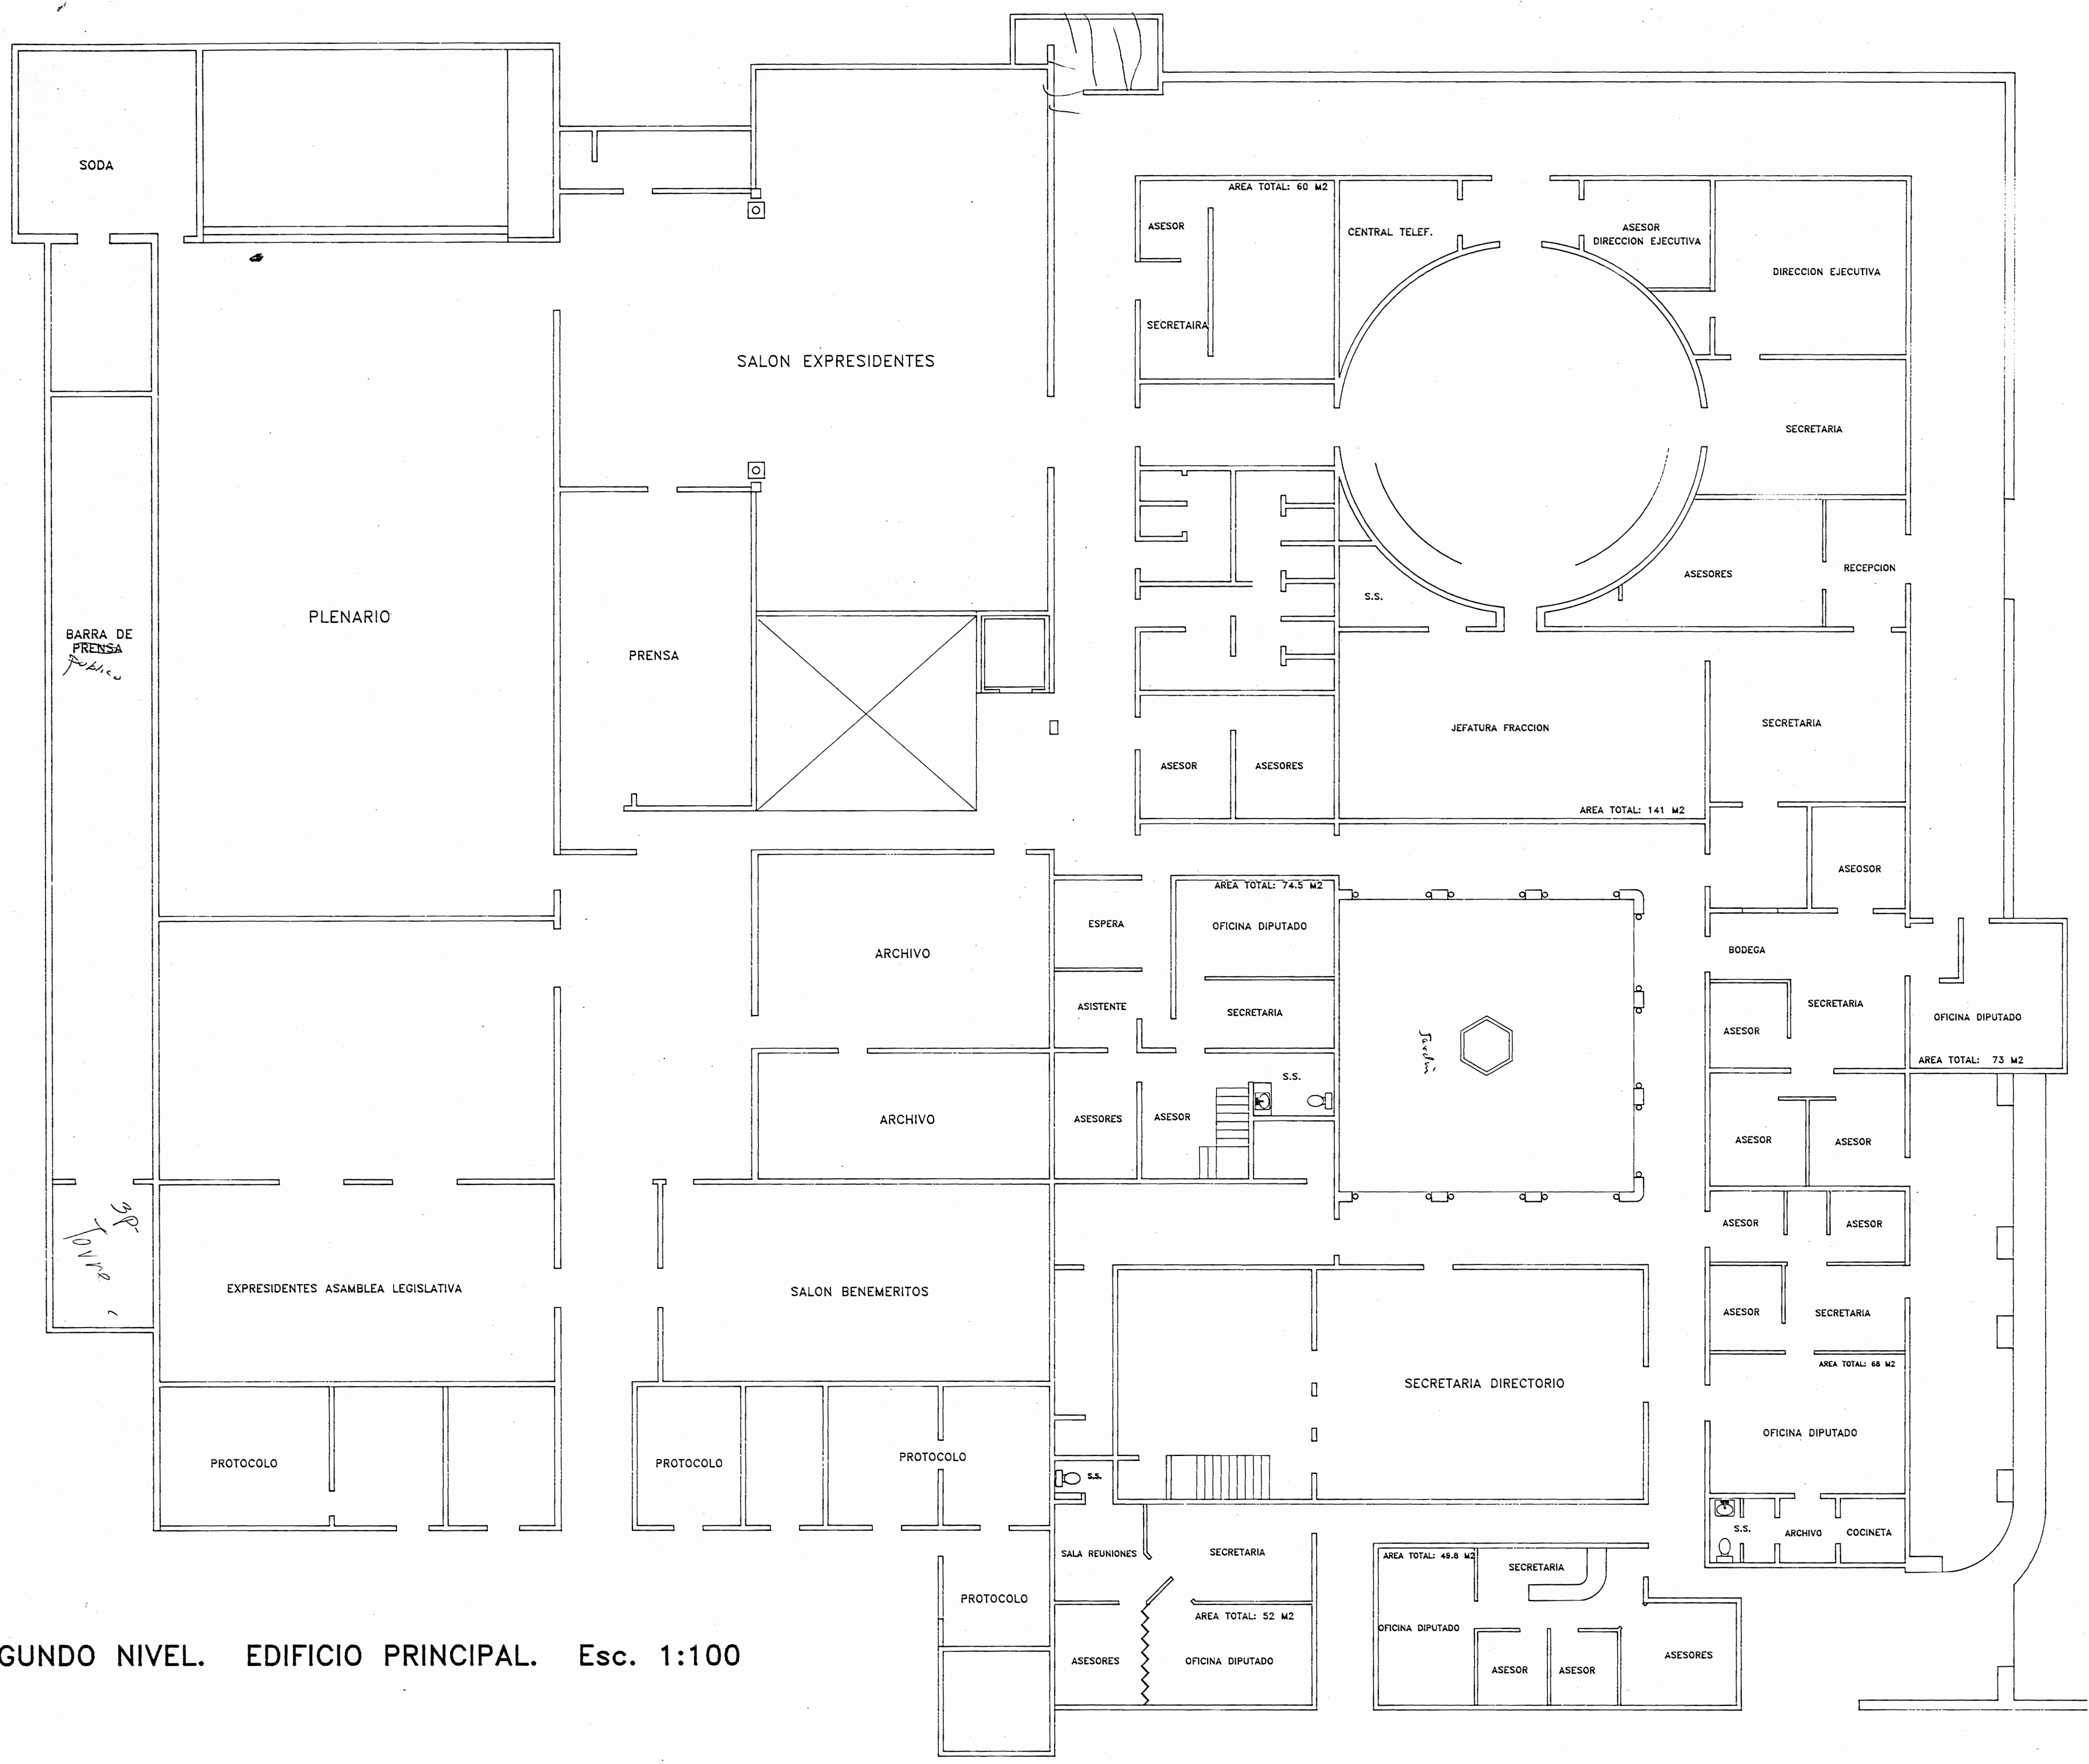 SODA
AREA TOTAL: 60 M2
ASESOR
CENTRAL TELEF.
ASESOR
DIRECCION EJECUTIVA
DIRECCION EJECUTIVA
SECRETAIRA
SALON EXPRESIDENTES
SECRETARIA
ASESORES
RECEPCION
S.S.
PLENARIO
BARRA DE
PRENSA
Publico
PRENSA
JEFATURA FRACCION
SECRETARIA
ASESOR
ASESORES
AREA TOTAL: 141 M2
ASEOSOR
AREA TOTAL: 74.5 M2
ESPERA
OFICINA DIPUTADO
ARCHIVO
BODEGA
ASISTENTE
SECRETARIA
SECRETARIA
OFICINA DIPUTADO
ASESOR
Jardin
AREA TOTAL: 73 M2
S.S.
ARCHIVO
ASESORES
ASESOR
ASESOR
ASESOR
3P
Torre
ASESOR
ASESOR
EXPRESIDENTES ASAMBLEA LEGISLATIVA
SALON BENEMERITOS
ASESOR
SECRETARIA
AREA TOTAL: 68 M2
SECRETARIA DIRECTORIO
OFICINA DIPUTADO
PROTOCOLO
PROTOCOLO
PROTOCOLO
S.S.
S.S.
ARCHIVO
COCINETA
SALA REUNIONES
SECRETARIA
AREA TOTAL: 49.8 M2
SECRETARIA
PROTOCOLO
AREA TOTAL: 52 M2
OFICINA DIPUTADO
ASESORES
OFICINA DIPUTADO
ASESOR
ASESOR
ASESORES
GUNDO NIVEL. EDIFICIO PRINCIPAL. Esc. 1:100